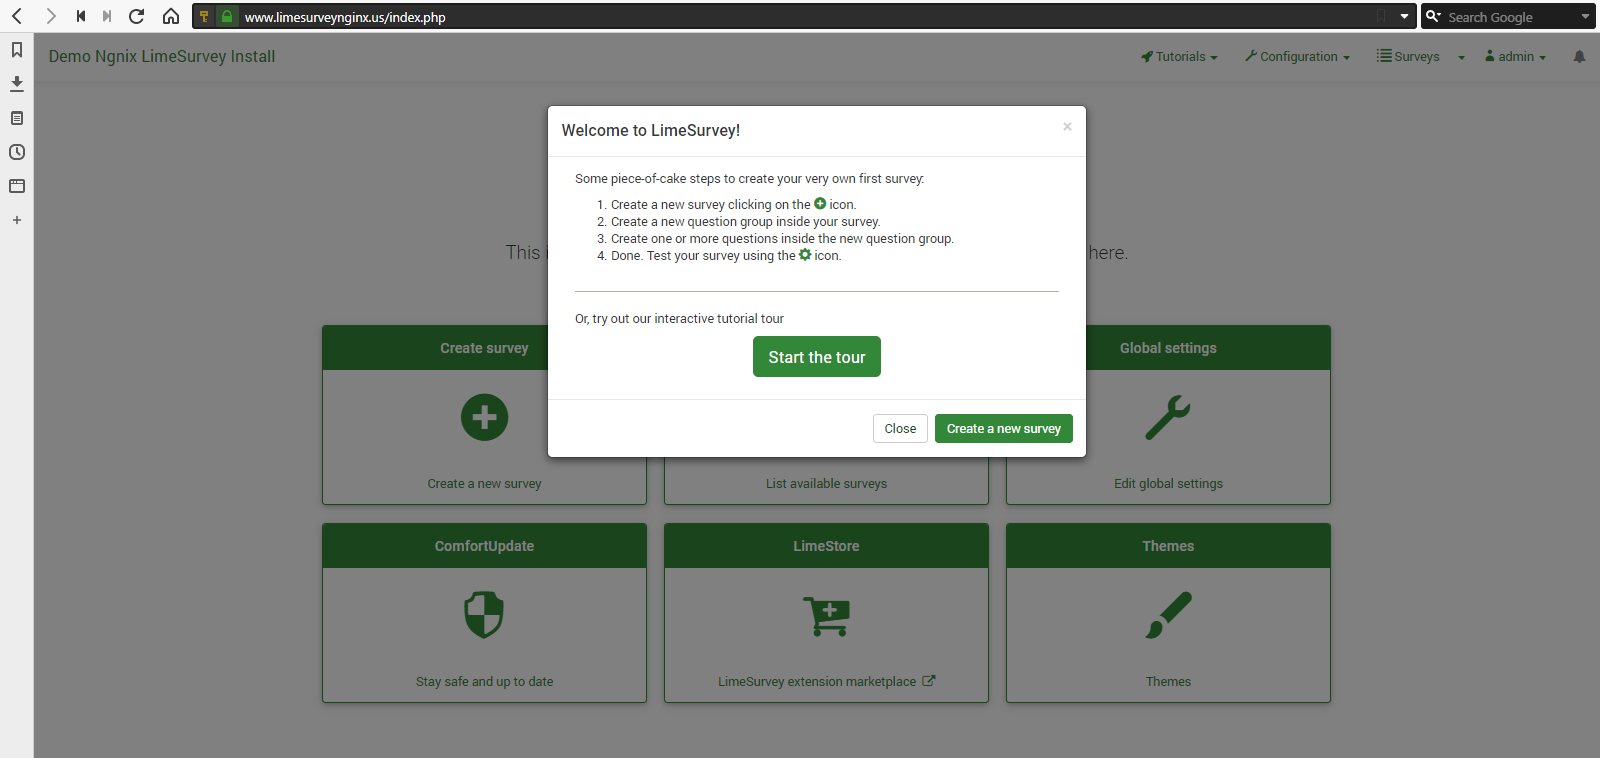 www.limesurveynginx.us/index.php
Search Google
Demo Ngnix LimeSurvey Install
Tutorials
Configuration
Surveys
admin
Welcome to LimeSurvey!
×
Some piece-of-cake steps to create your very own first survey:
1. Create a new survey clicking on the icon.
2. Create a new question group inside your survey.
3. Create one or more questions inside the new question group.
4. Done. Test your survey using the icon.
This
here.
Or, try out our interactive tutorial tour
Start the tour
Close
Create a new survey
Create survey
Global settings
Create a new survey
List available surveys
Edit global settings
ComfortUpdate
LimeStore
Themes
Stay safe and up to date
LimeSurvey extension marketplace
Themes